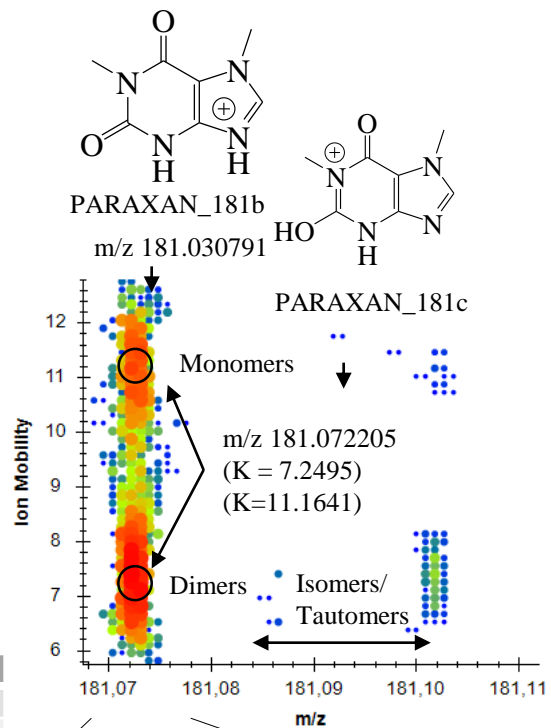 O
N
N
O
N
H
N
H
+
PARAXAN_181b
m/z 181.030791
O
N
+
N
HO
N
H
N
PARAXAN_181c
12
11
10
9
8
7
6
Ion Mobility
Monomers
m/z 181.072205
(K = 7.2495)
(K=11.1641)
Dimers
Isomers/
Tautomers
181,07 181,08 181,09 181,10 181,11
m/z